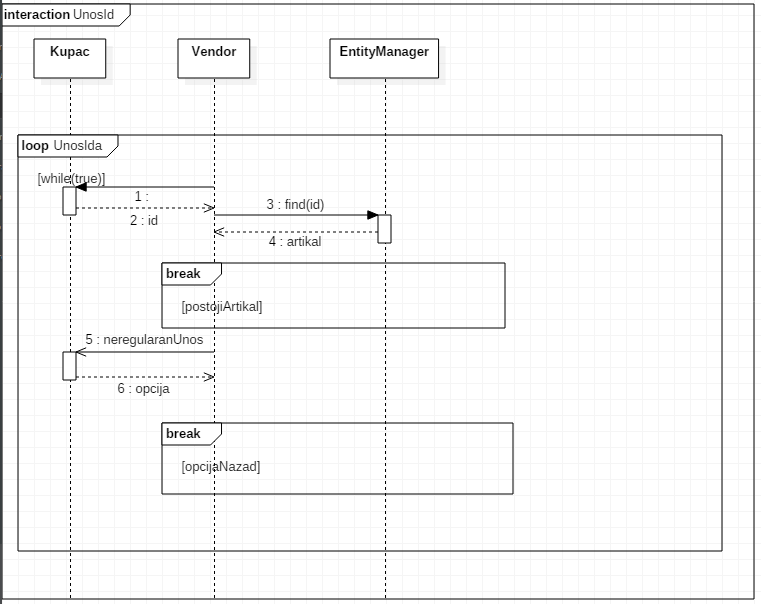 interaction UnosId
Kupac
Vendor
EntityManager
loop UnosIda
[while(true)]
1 :
2 : id
3 : find(id)
4 : artikal
break
[postojiArtikal]
5 : neregularanUnos
6 : opcija
break
[opcijaNazad]